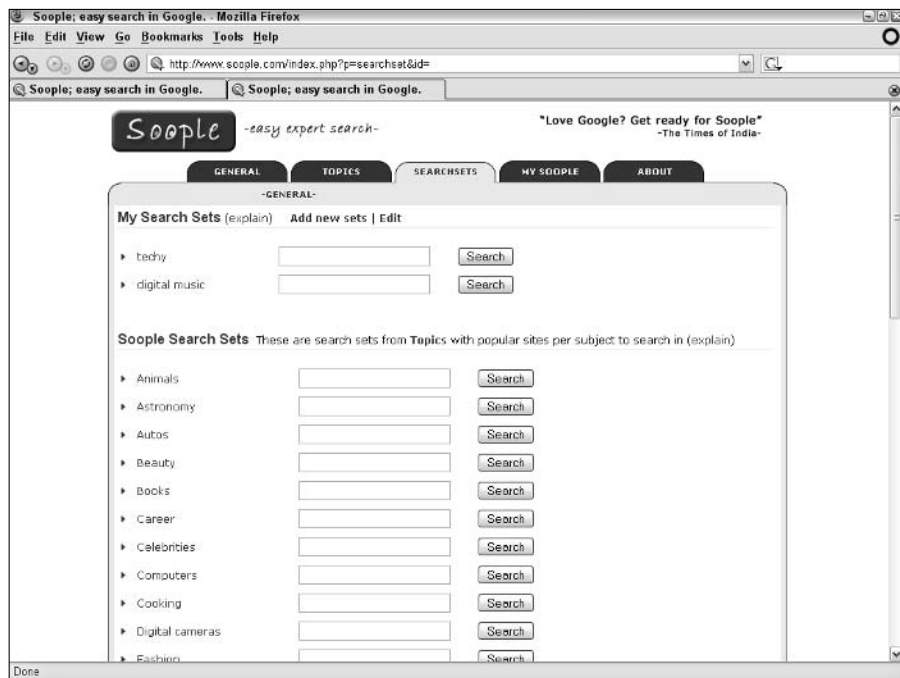 Soople; easy search in Google. - Mozilla Firefox
File Edit View Go Bookmarks Tools Help
http://www.soople.com/index.php?p=searchset&id=
Soople; easy search in Google.
Soople; easy search in Google.
Soople -easy expert search-
"Love Google? Get ready for Soople"
-The Times of India-
GENERAL TOPICS SEARCHSETS MY SOOPLE ABOUT
-GENERAL-
My Search Sets (explain) Add new sets | Edit
techy Search
digital music Search
Soople Search Sets These are search sets from Topics with popular sites per subject to search in (explain)
Animals Search
Astronomy Search
Autos Search
Beauty Search
Books Search
Career Search
Celebrities Search
Computers Search
Cooking Search
Digital cameras Search
Fashion Search
Done